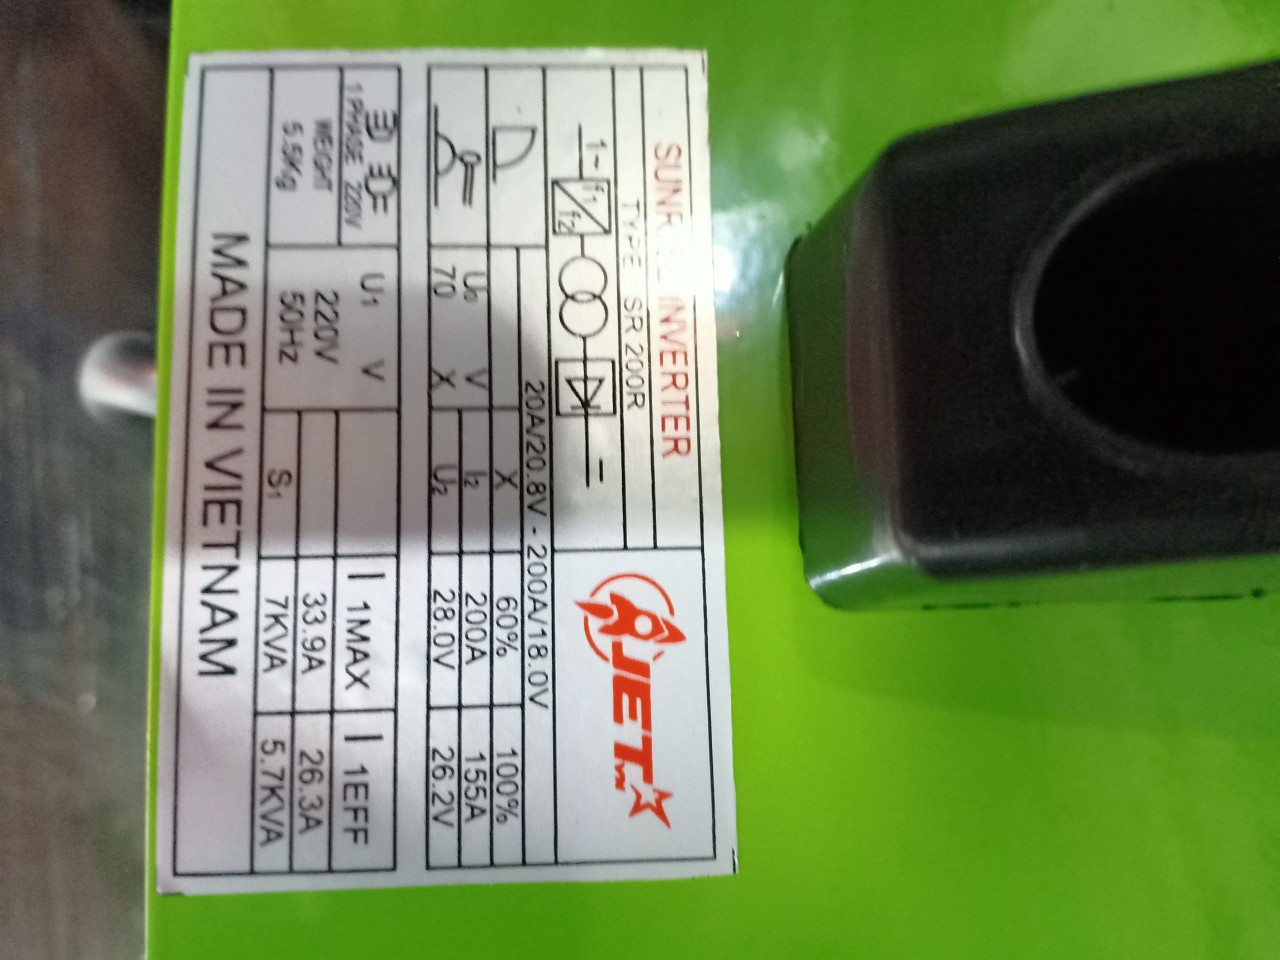 INVERTER
TYPE SR 200R
1~ f1 f2
JET
20A/20.8V - 200A/18.0V
X 60% 100%
U₀ V I₂ 200A 155A
70 X U₂ 28.0V 26.2V
1 PHASE 220V U₁ V I 1MAX I 1EFF
WEIGHT 220V 33.9A 26.3A
5.5Kg 50Hz S₁ 7KVA 5.7KVA
MADE IN VIETNAM